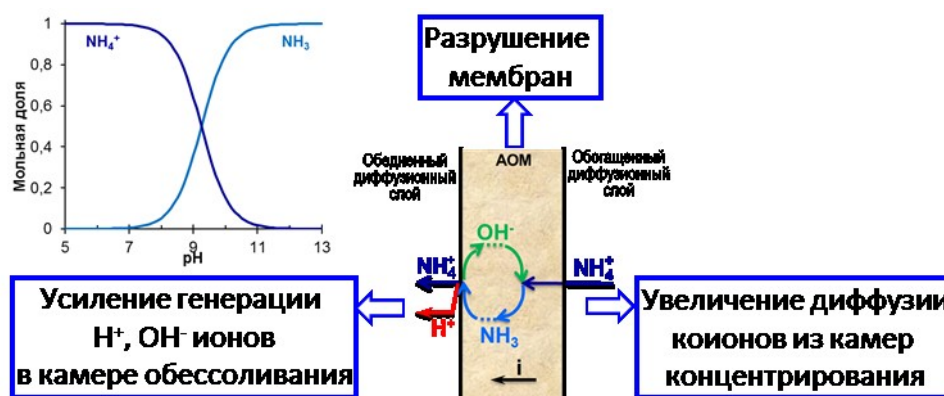 1
0,8
0,6
0,4
0,2
0
5
7
9
11
13
Мольная доля
pH
NH₄⁺
NH₃
Разрушение
мембран
Обедненный
диффузионный
слой
АОМ
Обогащенный
диффузионный
слой
OH⁻
NH₄⁺
NH₄⁺
H⁺
NH₃
i
Усиление генерации
H⁺, OH⁻ ионов
в камере обессоливания
Увеличение диффузии
коионов из камер
концентрирования